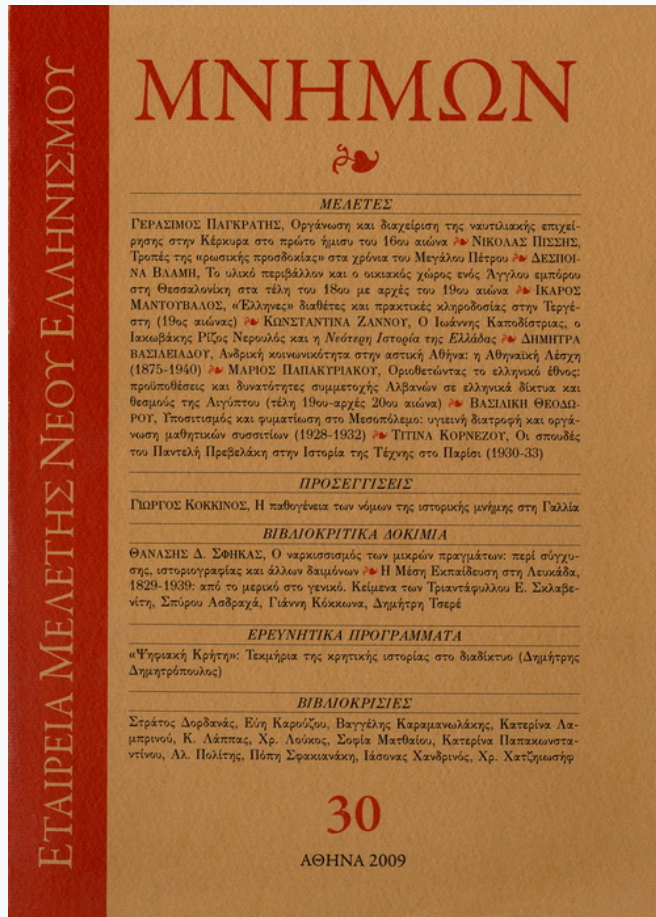 ΕΤΑΙΡΕΙΑ ΜΕΛΕΤΗΣ ΝΕΟΥ ΕΛΛΗΝΙΣΜΟΥ
ΜΝΗΜΩΝ
ΜΕΛΕΤΕΣ
ΓΕΡΑΣΙΜΟΣ ΠΑΓΚΡΑΤΗΣ, Οργάνωση και διαχείριση της ναυτιλιακής επιχεί-
ρησης στην Κέρκυρα στο πρώτο ήμισυ του 16ου αιώνα ❧ ΝΙΚΟΛΑΣ ΠΙΣΣΗΣ,
Τροπές της «ρωσικής προσδοκίας» στα χρόνια του Μεγάλου Πέτρου ❧ ΔΕΣΠΟΙ-
ΝΑ ΒΛΑΜΗ, Το υλικό περιβάλλον και ο οικιακός χώρος ενός Άγγλου εμπόρου
στη Θεσσαλονίκη στα τέλη του 18ου με αρχές του 19ου αιώνα ❧ ΙΚΑΡΟΣ
ΜΑΝΤΟΥΒΑΛΟΣ, «Έλληνες» διαθέτες και πρακτικές κληροδοσίας στην Τεργέ-
στη (19ος αιώνας) ❧ ΚΩΝΣΤΑΝΤΙΝΑ ΖΑΝΝΟΥ, Ο Ιωάννης Καποδίστριας, ο
Ιακωβάκης Ρίζος Νερουλός και η Νεότερη Ιστορία της Ελλάδας ❧ ΔΗΜΗΤΡΑ
ΒΑΣΙΛΕΙΑΔΟΥ, Ανδρική κοινωνικότητα στην αστική Αθήνα: η Αθηναϊκή Λέσχη
(1875-1940) ❧ ΜΑΡΙΟΣ ΠΑΠΑΚΥΡΙΑΚΟΥ, Οριοθετώντας το ελληνικό έθνος:
προϋποθέσεις και δυνατότητες συμμετοχής Αλβανών σε ελληνικά δίκτυα και
θεσμούς της Αιγύπτου (τέλη 19ου-αρχές 20ου αιώνα) ❧ ΒΑΣΙΛΙΚΗ ΘΕΟΔΩ-
ΡΟΥ, Υποσιτισμός και φυματίωση στο Μεσοπόλεμο: υγιεινή διατροφή και οργά-
νωση μαθητικών συσσιτίων (1928-1932) ❧ ΤΙΤΙΝΑ ΚΟΡΝΕΖΟΥ, Οι σπουδές
του Παντελή Πρεβελάκη στην Ιστορία της Τέχνης στο Παρίσι (1930-33)
ΠΡΟΣΕΓΓΙΣΕΙΣ
ΓΙΩΡΓΟΣ ΚΟΚΚΙΝΟΣ, Η παθογένεια των νόμων της ιστορικής μνήμης στη Γαλλία
ΒΙΒΛΙΟΚΡΙΤΙΚΑ ΔΟΚΙΜΙΑ
ΘΑΝΑΣΗΣ Δ. ΣΦΗΚΑΣ, Ο ναρκισσισμός των μικρών πραγμάτων: περί σύγχυ-
σης, ιστοριογραφίας και άλλων δαιμόνων ❧ Η Μέση Εκπαίδευση στη Λευκάδα,
1829-1939: από το μερικό στο γενικό. Κείμενα των Τριαντάφυλλου Ε. Σκλαβε-
νίτη, Σπύρου Ασδραχά, Γιάννη Κόκκωνα, Δημήτρη Τσερέ
ΕΡΕΥΝΗΤΙΚΑ ΠΡΟΓΡΑΜΜΑΤΑ
«Ψηφιακή Κρήτη»: Τεκμήρια της κρητικής ιστορίας στο διαδίκτυο (Δημήτρης
Δημητρόπουλος)
ΒΙΒΛΙΟΚΡΙΣΙΕΣ
Στράτος Δορδανάς, Εύη Καρούζου, Βαγγέλης Καραμανωλάκης, Κατερίνα Λα-
μπρινού, Κ. Λάππας, Χρ. Λούκος, Σοφία Ματθαίου, Κατερίνα Παπακωνστα-
ντίνου, Αλ. Πολίτης, Πόπη Σφακιανάκη, Ιάσονας Χανδρινός, Χρ. Χατζηιωσήφ
30
ΑΘΗΝΑ 2009